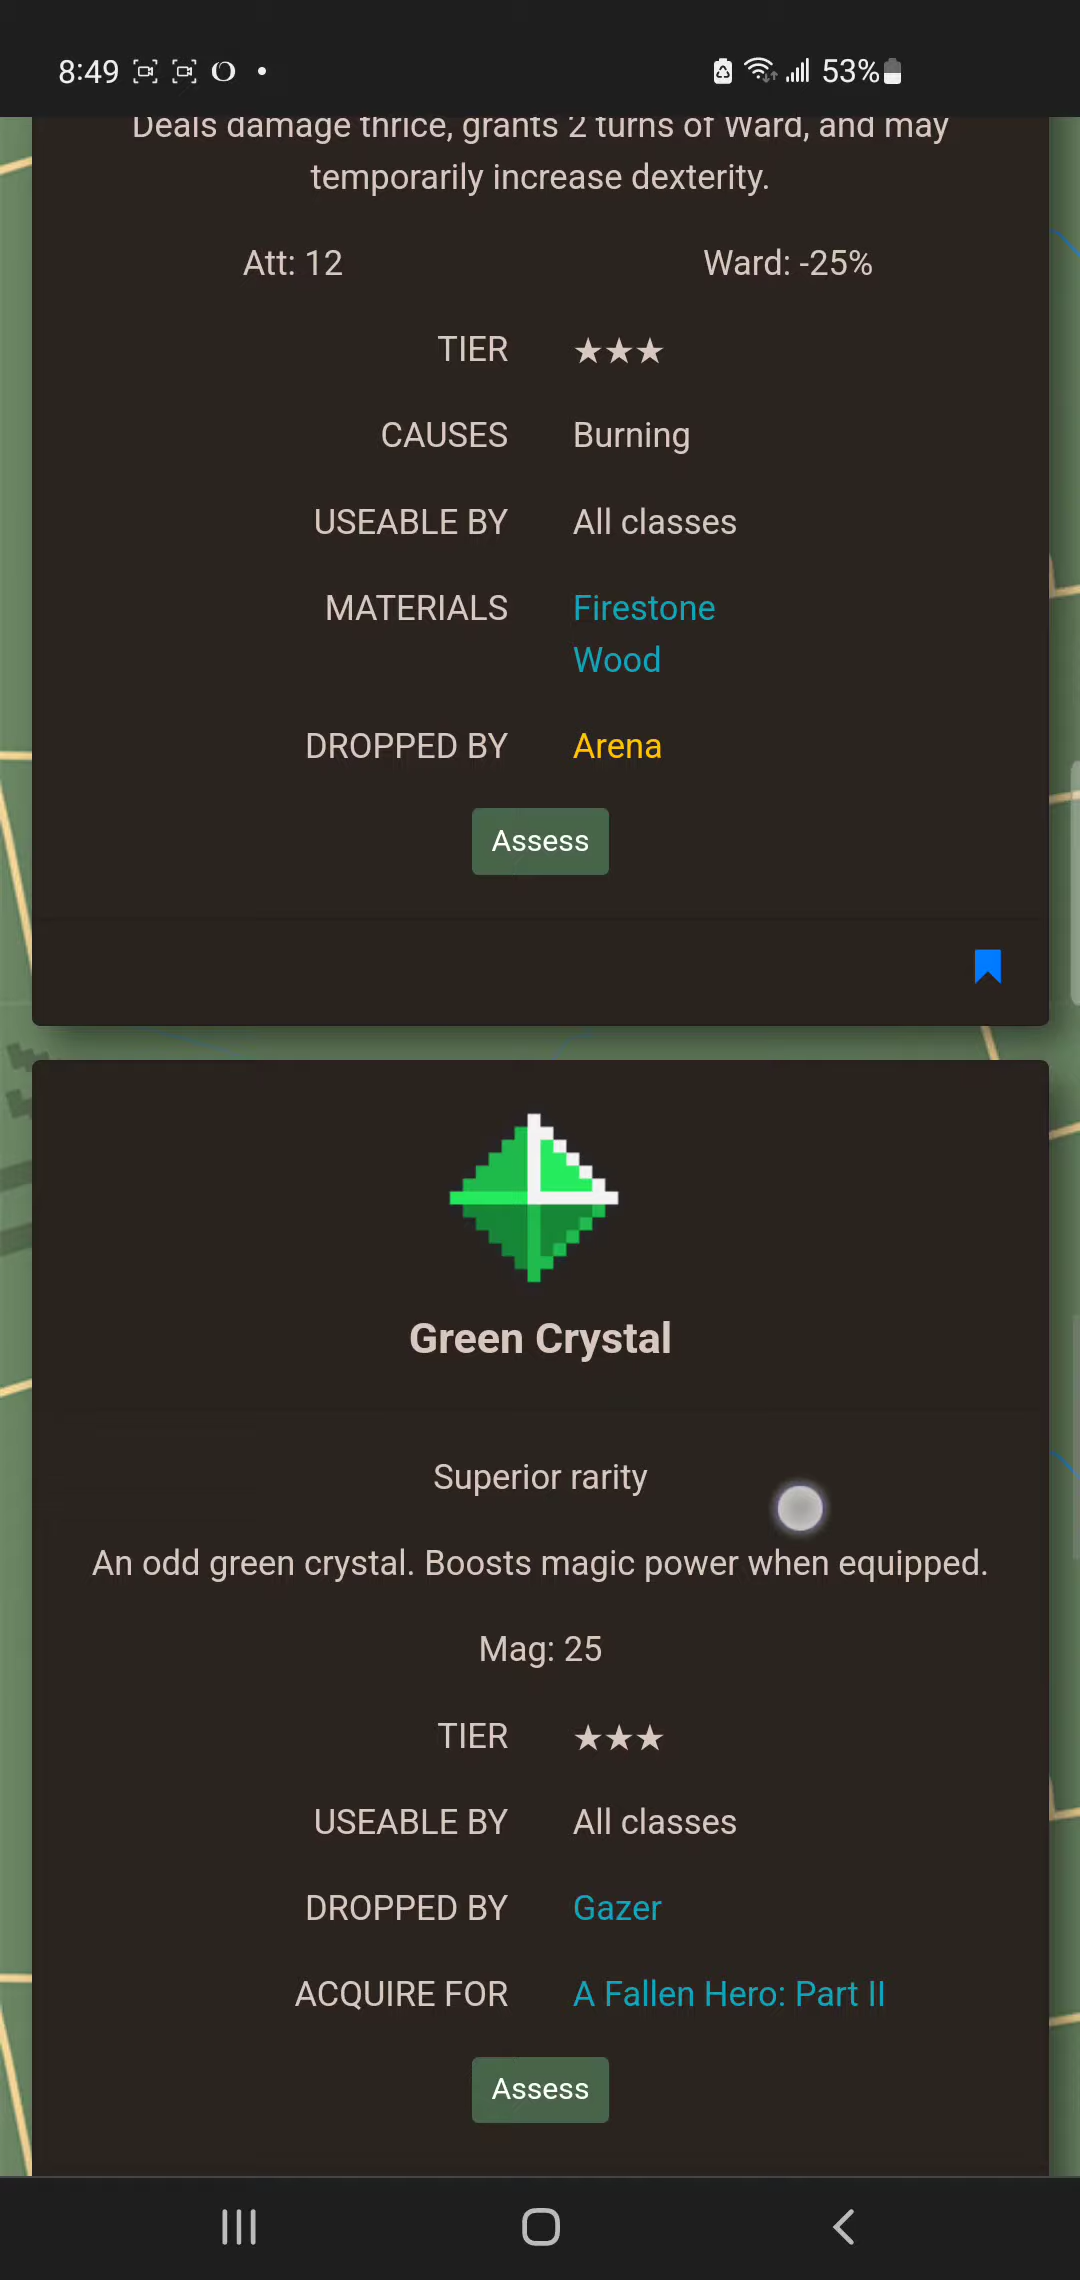 8:49
53%
Deals damage thrice, grants 2 turns of Ward, and may
temporarily increase dexterity.
Att: 12 Ward: -25%
TIER ★★★
CAUSES Burning
USEABLE BY All classes
MATERIALS Firestone
Wood
DROPPED BY Arena
Assess
Green Crystal
Superior rarity
An odd green crystal. Boosts magic power when equipped.
Mag: 25
TIER ★★★
USEABLE BY All classes
DROPPED BY Gazer
ACQUIRE FOR A Fallen Hero: Part II
Assess